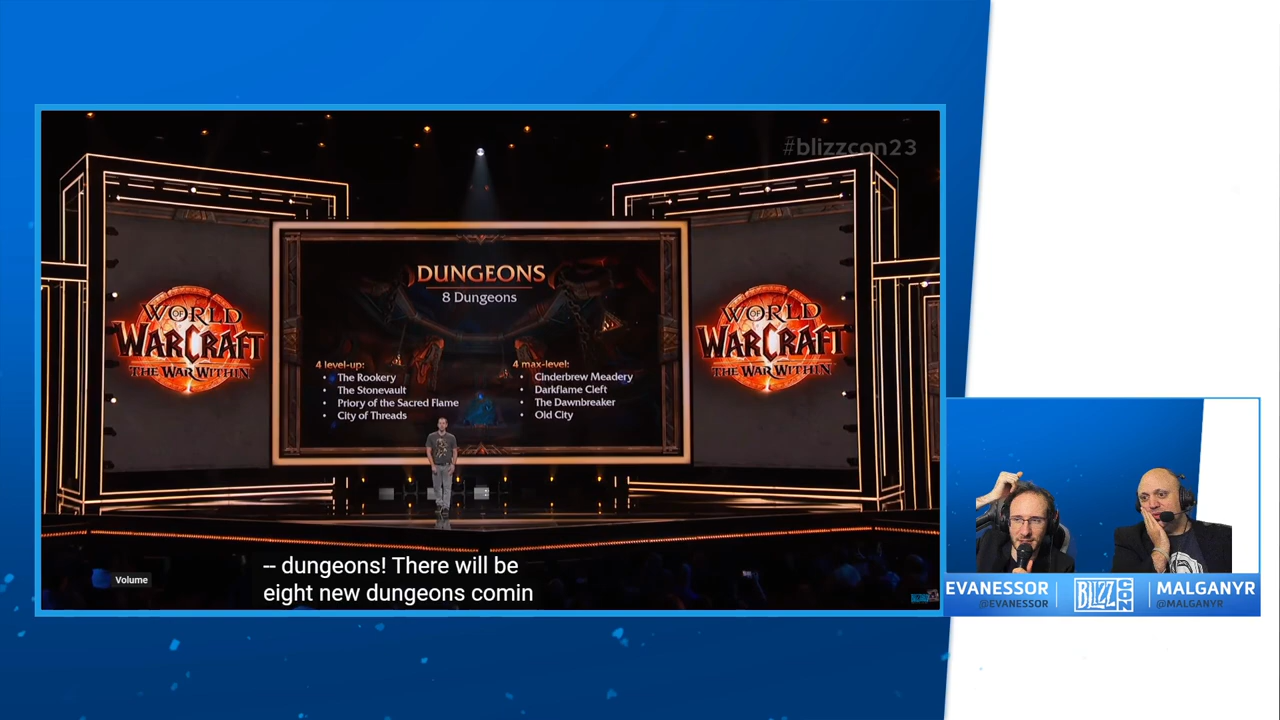 #blizzcon23
WORLD OF WARCRAFT
THE WAR WITHIN
DUNGEONS
8 Dungeons
4 level-up:
• The Rookery
• The Stonevault
• Priory of the Sacred Flame
• City of Threads
4 max-level:
• Cinderbrew Meadery
• Darkflame Cleft
• The Dawnbreaker
• Old City
WORLD OF WARCRAFT
THE WAR WITHIN
Volume
-- dungeons! There will be
eight new dungeons comin
EVANESSOR
@EVANESSOR
BLIZZCON
MALGANYR
@MALGANYR